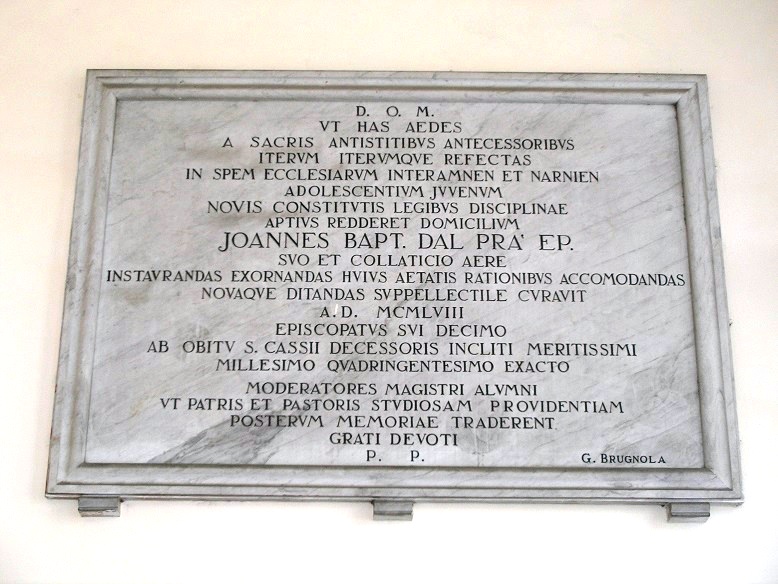 D. O. M.
VT HAS AEDES
A SACRIS ANTISTITIBVS ANTECESSORIBVS
ITERVM ITERVMQVE REFECTAS
IN SPEM ECCLESIARVM INTERAMNEN ET NARNIEN
ADOLESCENTIVM JVVENVM
NOVIS CONSTITVTIS LEGIBVS DISCIPLINAE
APTIVS REDDERET DOMICILIVM
JOANNES BAPT. DAL PRA' EP.
SVO ET COLLATICIO AERE
INSTAVRANDAS EXORNANDAS HVIVS AETATIS RATIONIBVS ACCOMODANDAS
NOVAQVE DITANDAS SVPPELLECTILE CVRAVIT
A.D. MCMLVIII
EPISCOPATVS SVI DECIMO
AB OBITV S. CASSII DECESSORIS INCLITI MERITISSIMI
MILLESIMO QVADRINGENTESIMO EXACTO
MODERATORES MAGISTRI ALVMNI
VT PATRIS ET PASTORIS STVDIOSAM PROVIDENTIAM
POSTERVM MEMORIAE TRADERENT
GRATI DEVOTI
P. P.
G. BRUGNOLA